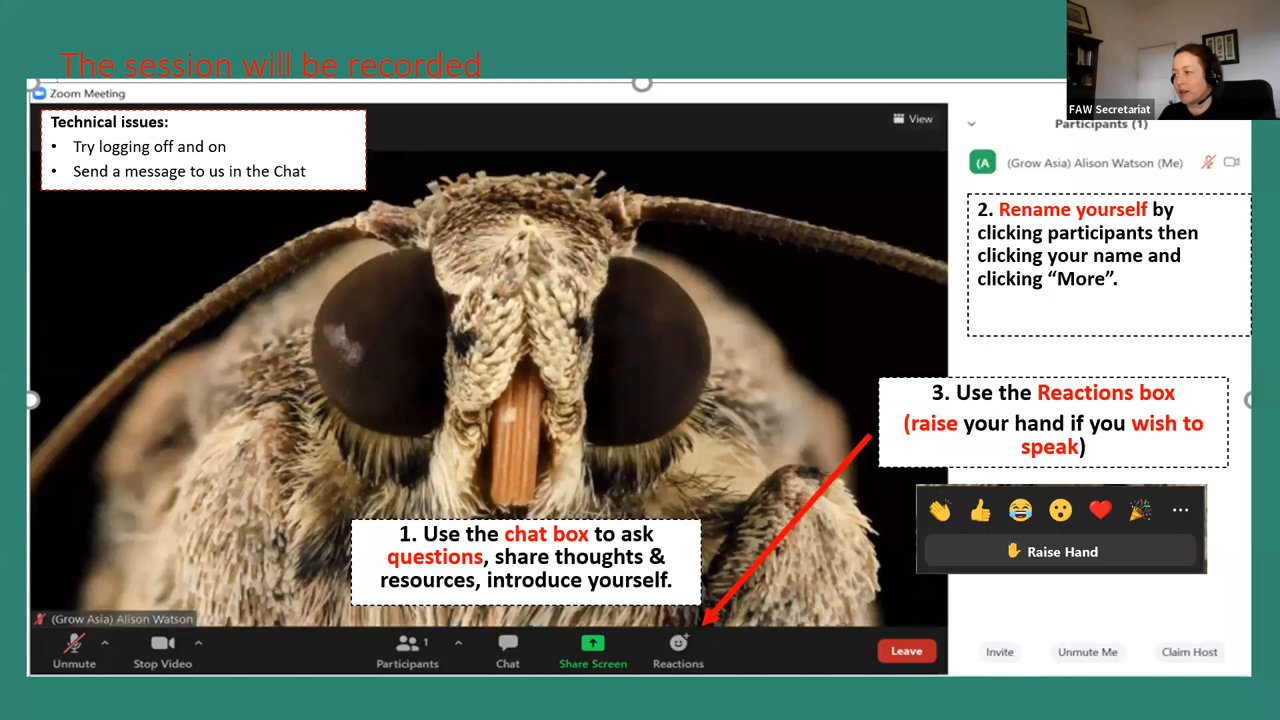 The session will be recorded
FAW Secretariat
Zoom Meeting
Technical issues:
• Try logging off and on
• Send a message to us in the Chat
View
Participants (1)
(A
(Grow Asia) Alison Watson (Me)
2. Rename yourself by
clicking participants then
clicking your name and
clicking “More”.
3. Use the Reactions box
(raise your hand if you wish to
speak)
Raise Hand
1. Use the chat box to ask
questions, share thoughts &
resources, introduce yourself.
(Grow Asia) Alison Watson
Unmute
Stop Video
Participants
1
Chat
Share Screen
Reactions
Leave
Invite
Unmute Me
Claim Host